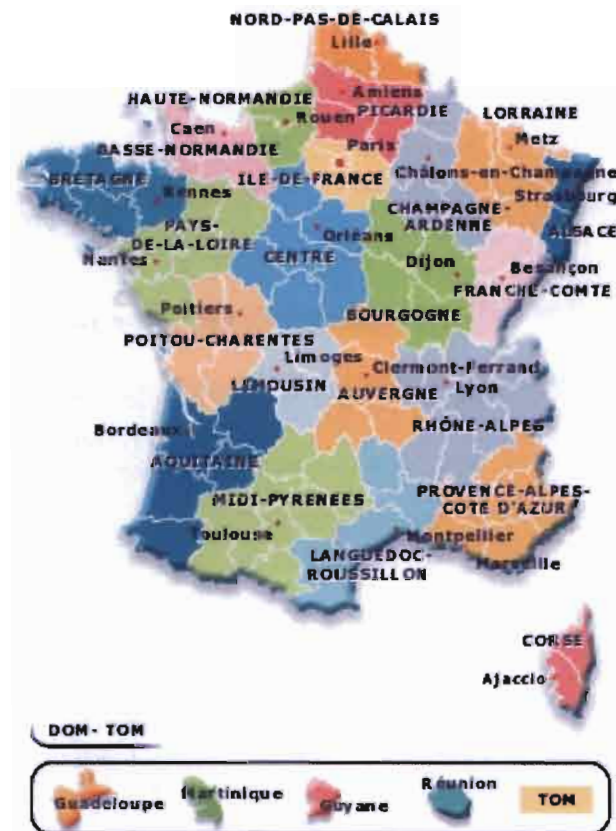 NORD-PAS-DE-CALAIS
Lille
Amiens
HAUTE-NORMANDIE
PICARDIE
Rouen
LORRAINE
Caen
Metz
Paris
BASSE-NORMANDIE
Châlons-en-Champagne
BRETAGNE
ILE-DE-FRANCE
Rennes
Strasbourg
CHAMPAGNE-
ARDENNE
PAYS-
DE-LA-LOIRE
Orléans
ALSACE
Nantes
CENTRE
Dijon
Besançon
FRANCHE-COMTE
Poitiers
BOURGOGNE
POITOU-CHARENTES
Limoges
Clermont-Ferrand
LIMOUSIN
AUVERGNE
Lyon
Bordeaux
RHÔNE-ALPES
AQUITAINE
MIDI-PYRENEES
PROVENCE-ALPES-
COTE D'AZUR
Toulouse
Montpellier
LANGUEDOC-
ROUSSILLON
Marseille
CORSE
Ajaccio
DOM- TOM
Guadeloupe
Martinique
Guyane
Réunion
TOM